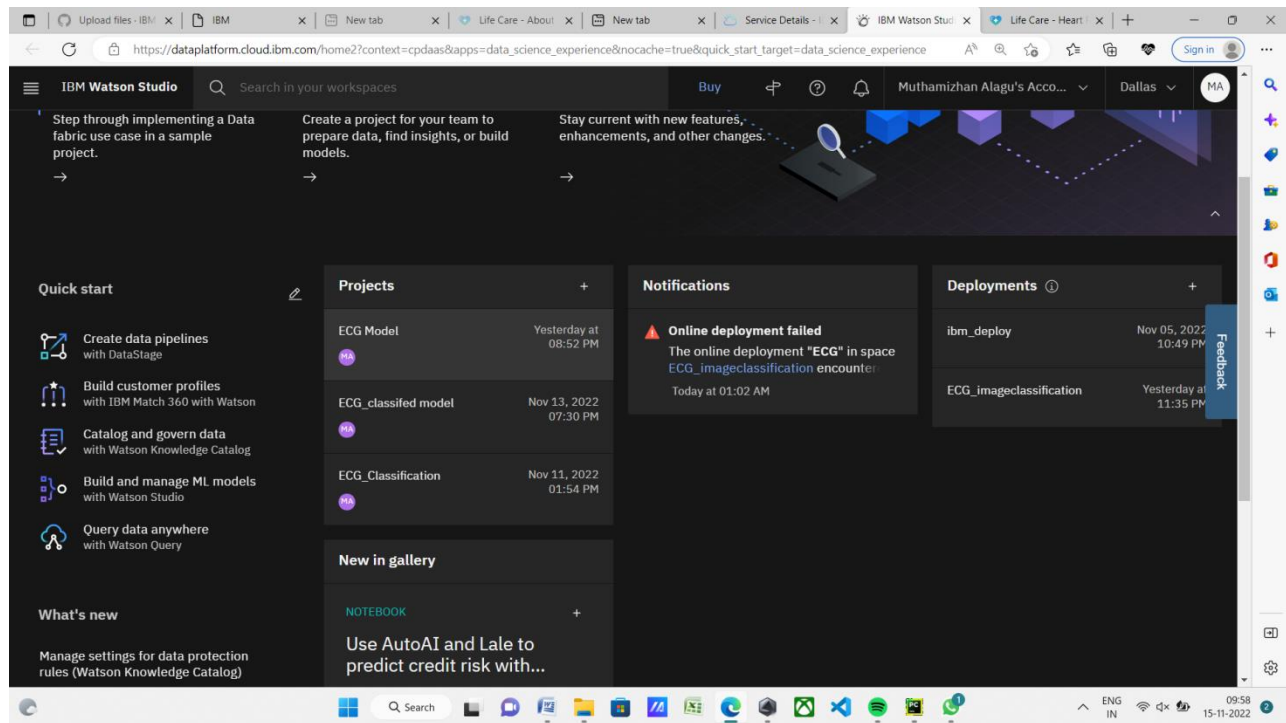 Upload files · IBM
IBM
New tab
Life Care - About
New tab
Service Details - I
IBM Watson Stud
Life Care - Heart
https://dataplatform.cloud.ibm.com/home2?context=cpdaas&apps=data_science_experience&nocache=true&quick_start_target=data_science_experience
Sign in
IBM Watson Studio
Search in your workspaces
Buy
Muthamizhan Alagu's Acco...
Dallas
MA
Step through implementing a Data
fabric use case in a sample
project.
Create a project for your team to
prepare data, find insights, or build
models.
Stay current with new features,
enhancements, and other changes.
Quick start
Create data pipelines
with DataStage
Build customer profiles
with IBM Match 360 with Watson
Catalog and govern data
with Watson Knowledge Catalog
Build and manage ML models
with Watson Studio
Query data anywhere
with Watson Query
What's new
Manage settings for data protection
rules (Watson Knowledge Catalog)
Projects
ECG Model
Yesterday at
08:52 PM
MA
ECG_classifed model
Nov 13, 2022
07:30 PM
MA
ECG_Classification
Nov 11, 2022
01:54 PM
MA
New in gallery
NOTEBOOK
Use AutoAI and Lale to
predict credit risk with...
Notifications
Online deployment failed
The online deployment "ECG" in space
ECG_imageclassification encounter
Today at 01:02 AM
Deployments
ibm_deploy
Nov 05, 2022
10:49 PM
ECG_imageclassification
Yesterday at
11:35 PM
Feedback
Search
ENG
IN
09:58
15-11-2022
2